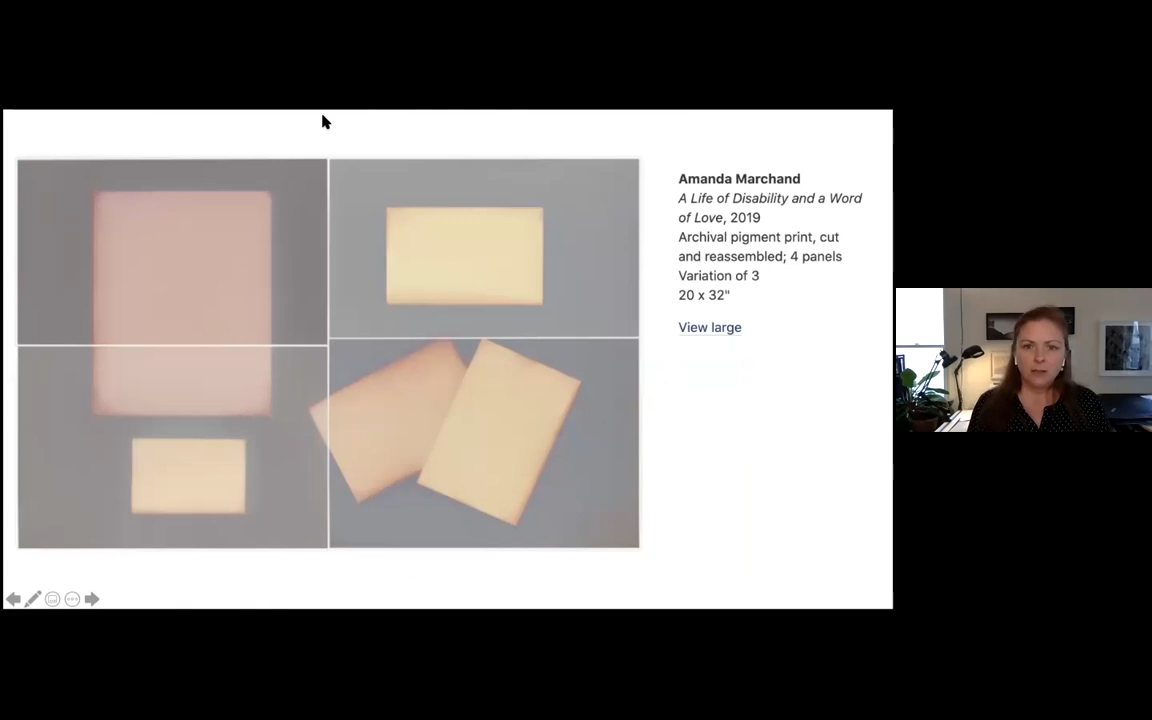 Amanda Marchand
A Life of Disability and a Word
of Love, 2019
Archival pigment print, cut
and reassembled; 4 panels
Variation of 3
20 x 32"
View large